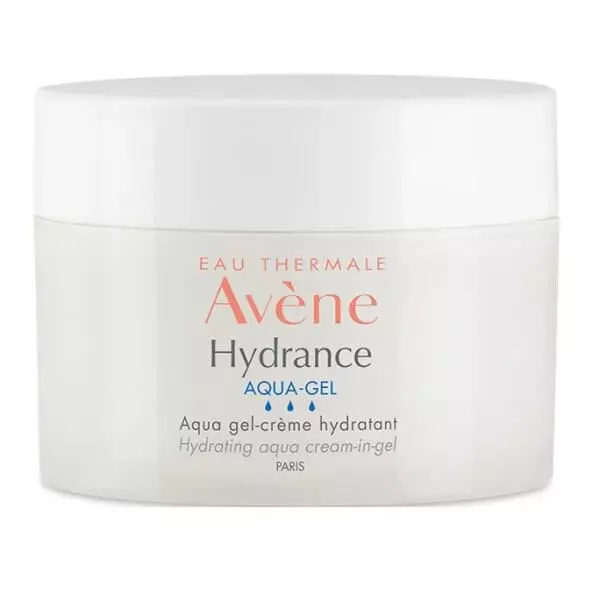 EAU THERMALE
Avène
Hydrance
AQUA-GEL
Aqua gel-crème hydratant
Hydrating aqua cream-in-gel
PARIS